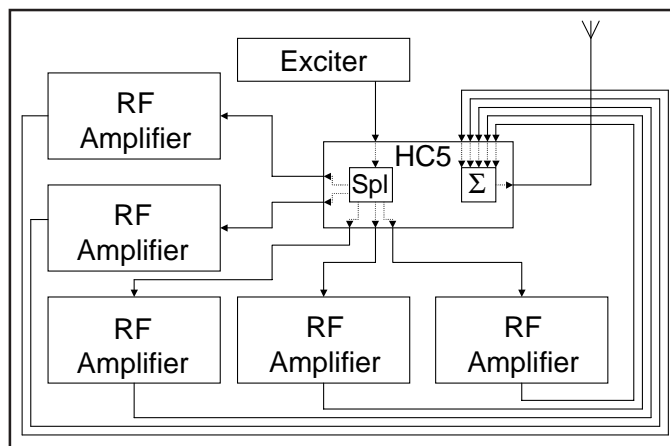 Exciter
RF
Amplifier
HC5
Spl
Σ
RF
Amplifier
RF
Amplifier
RF
Amplifier
RF
Amplifier